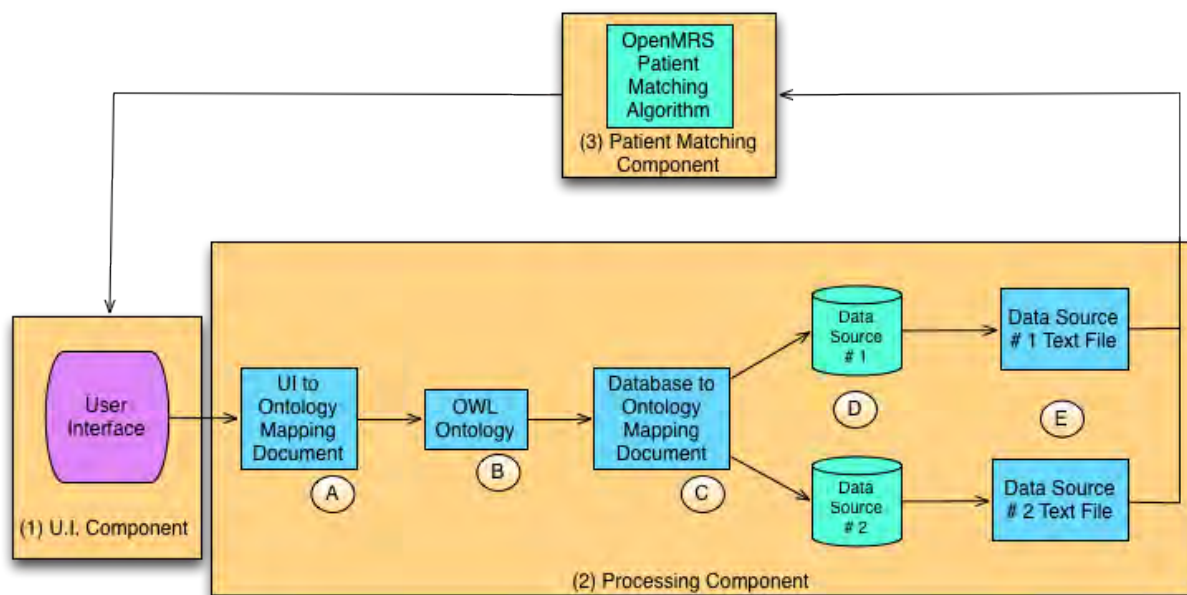 OpenMRS
Patient
Matching
Algorithm
(3) Patient Matching
Component
User
Interface
(1) U.I. Component
UI to
Ontology
Mapping
Document
A
OWL
Ontology
B
Database to
Ontology
Mapping
Document
C
Data
Source
# 1
D
Data
Source
# 2
Data Source
# 1 Text File
E
Data Source
# 2 Text File
(2) Processing Component